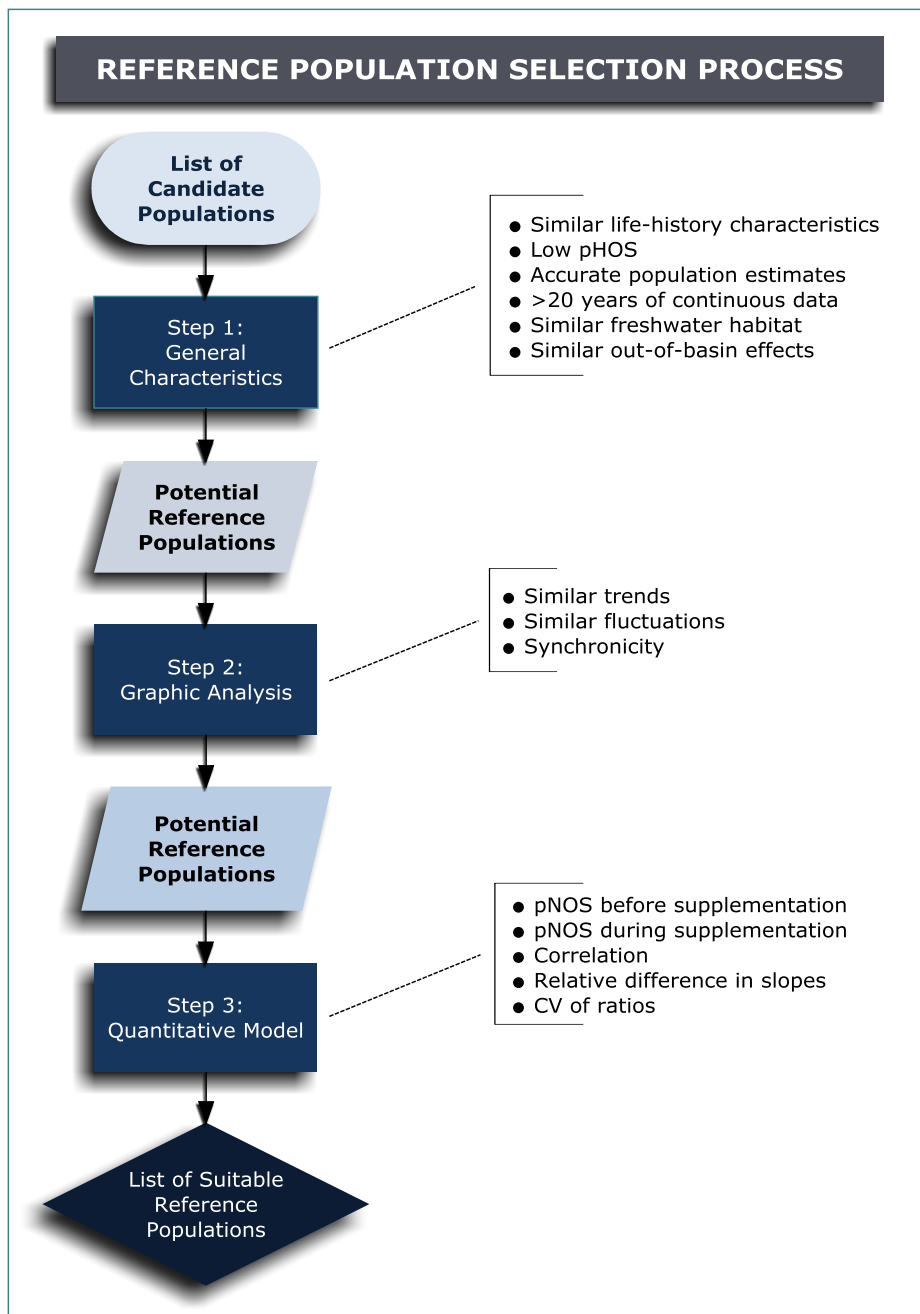 REFERENCE POPULATION SELECTION PROCESS
List of
Candidate
Populations
Step 1:
General
Characteristics
● Similar life-history characteristics
● Low pHOS
● Accurate population estimates
● >20 years of continuous data
● Similar freshwater habitat
● Similar out-of-basin effects
Potential
Reference
Populations
Step 2:
Graphic Analysis
● Similar trends
● Similar fluctuations
● Synchronicity
Potential
Reference
Populations
Step 3:
Quantitative Model
● pNOS before supplementation
● pNOS during supplementation
● Correlation
● Relative difference in slopes
● CV of ratios
List of Suitable
Reference
Populations